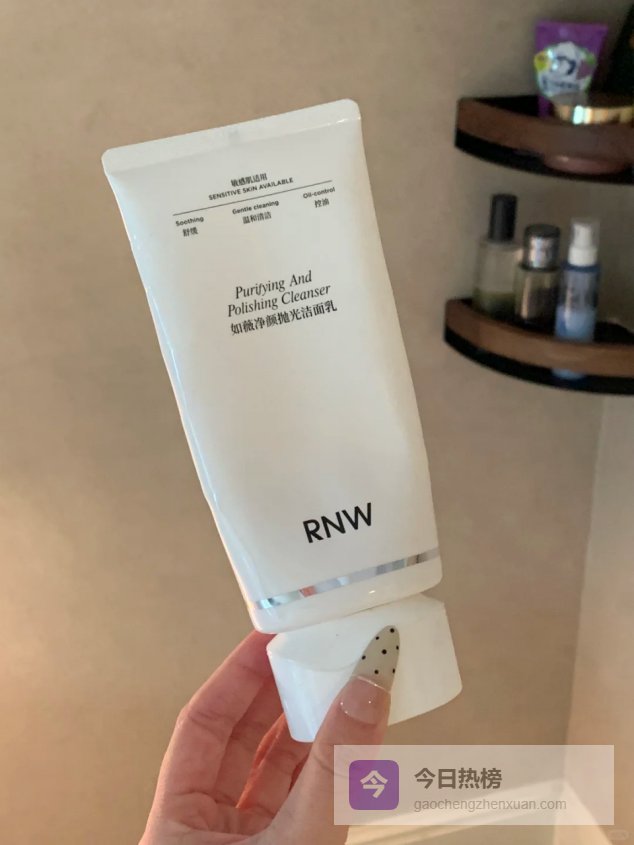 敏感肌适用
SENSITIVE SKIN AVAILABLE
Soothing Gentle cleaning Oil-control
舒缓 温和清洁 控油
Purifying And
Polishing Cleanser
如薇净颜抛光洁面乳
RNW
今 今日热榜
gaochengzhenxuan.com